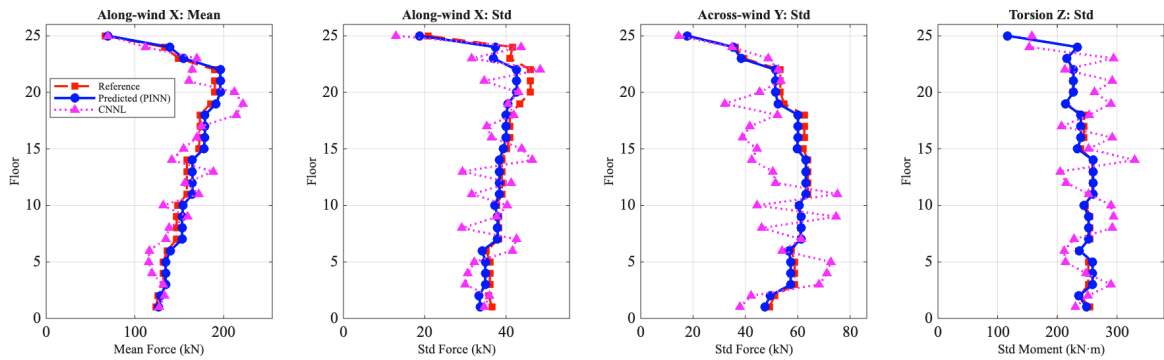 Along-wind X: Mean
25
20
15
10
5
0
Floor
0
100
200
Mean Force (kN)
Reference
Predicted (PINN)
CNNL
Along-wind X: Std
25
20
15
10
5
0
Floor
0
20
40
Std Force (kN)
Across-wind Y: Std
25
20
15
10
5
0
Floor
0
20
40
60
80
Std Force (kN)
Torsion Z: Std
25
20
15
10
5
0
Floor
0
100
200
300
Std Moment (kN·m)